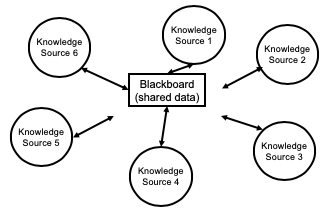 Knowledge
Source 1
Knowledge
Source 6
Knowledge
Source 2
Blackboard
(shared data)
Knowledge
Source 5
Knowledge
Source 3
Knowledge
Source 4